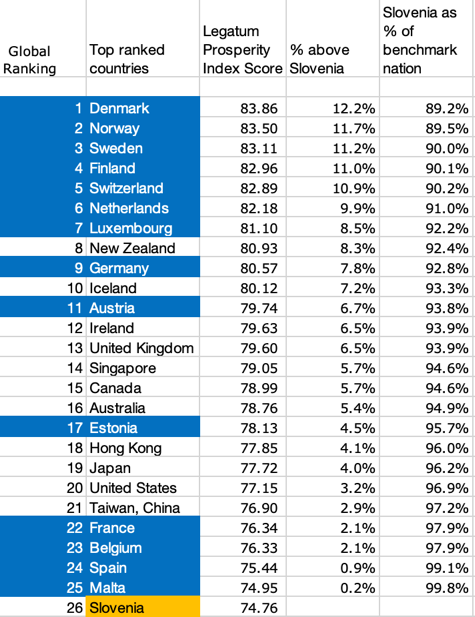 Global Ranking Top ranked countries Legatum Prosperity Index Score % above Slovenia Slovenia as % of benchmark nation
1 Denmark 83.86 12.2% 89.2%
2 Norway 83.50 11.7% 89.5%
3 Sweden 83.11 11.2% 90.0%
4 Finland 82.96 11.0% 90.1%
5 Switzerland 82.89 10.9% 90.2%
6 Netherlands 82.18 9.9% 91.0%
7 Luxembourg 81.10 8.5% 92.2%
8 New Zealand 80.93 8.3% 92.4%
9 Germany 80.57 7.8% 92.8%
10 Iceland 80.12 7.2% 93.3%
11 Austria 79.74 6.7% 93.8%
12 Ireland 79.63 6.5% 93.9%
13 United Kingdom 79.60 6.5% 93.9%
14 Singapore 79.05 5.7% 94.6%
15 Canada 78.99 5.7% 94.6%
16 Australia 78.76 5.4% 94.9%
17 Estonia 78.13 4.5% 95.7%
18 Hong Kong 77.85 4.1% 96.0%
19 Japan 77.72 4.0% 96.2%
20 United States 77.15 3.2% 96.9%
21 Taiwan, China 76.90 2.9% 97.2%
22 France 76.34 2.1% 97.9%
23 Belgium 76.33 2.1% 97.9%
24 Spain 75.44 0.9% 99.1%
25 Malta 74.95 0.2% 99.8%
26 Slovenia 74.76